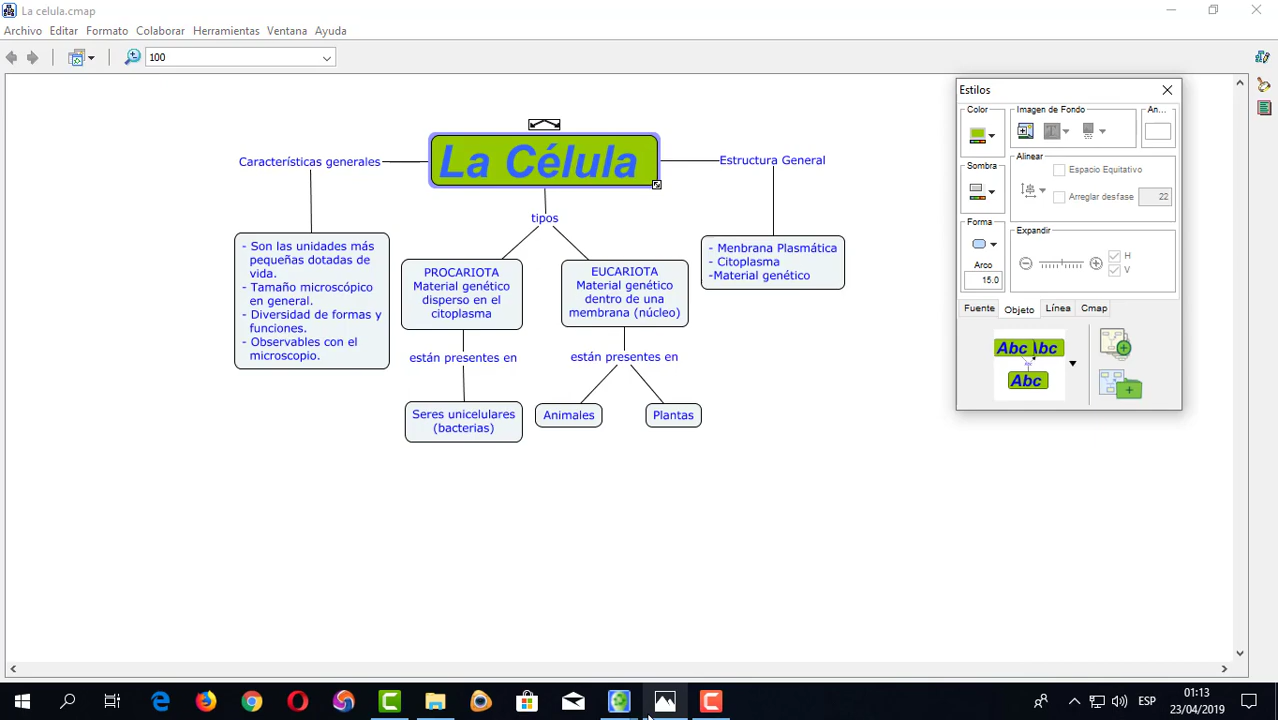 La celula.cmap
Archivo Editar Formato Colaborar Herramientas Ventana Ayuda
100
La Célula
Características generales
Estructura General
tipos
- Son las unidades más
pequeñas dotadas de
vida.
- Tamaño microscópico
en general.
- Diversidad de formas y
funciones.
- Observables con el
microscopio.
PROCARIOTA
Material genético
disperso en el
citoplasma
EUCARIOTA
Material genético
dentro de una
membrana (núcleo)
- Menbrana Plasmática
- Citoplasma
-Material genético
están presentes en
están presentes en
Seres unicelulares
(bacterias)
Animales
Plantas
Estilos
Color
Imagen de Fondo
An...
Sombra
Alinear
Espacio Equitativo
Arreglar desfase
22
Forma
Expandir
H
V
Arco
15.0
Fuente Objeto Línea Cmap
Abc Abc
Abc
ESP
01:13
23/04/2019